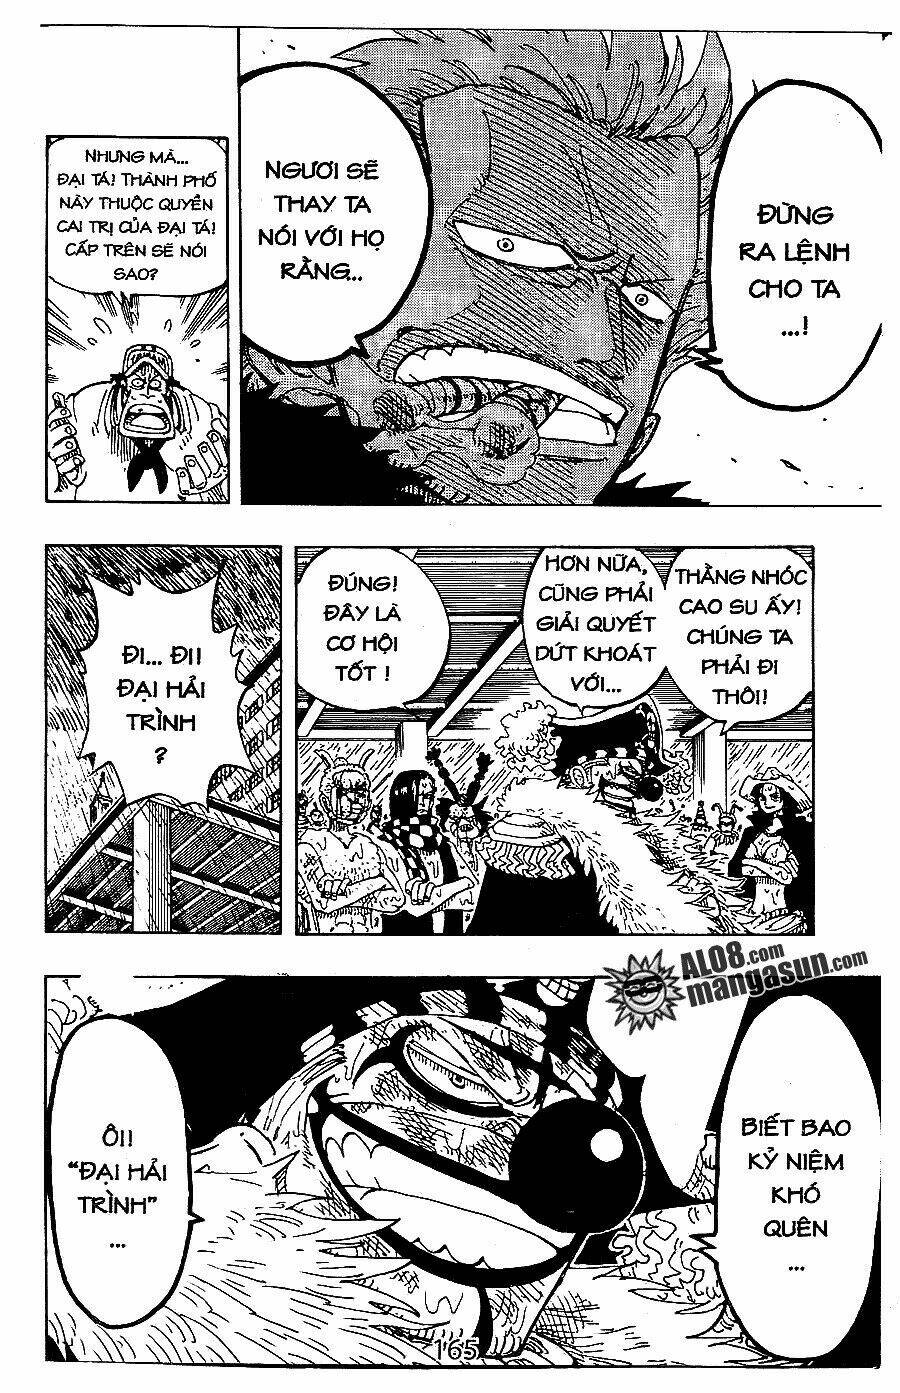 ĐỪNG
RA LỆNH
CHO TA
...!
NGƯƠI SẼ
THAY TA
NÓI VỚI HỌ
RẰNG...
NHƯNG MÀ...
ĐẠI TÁ! THÀNH PHỐ
NÀY THUỘC QUYỀN
CAI TRỊ CỦA ĐẠI TÁ!
CẤP TRÊN SẼ NÓI
SAO?
THẰNG NHÓC
CAO SU ẤY!
CHÚNG TA
PHẢI ĐI
THÔI!!
HƠN NỮA,
CŨNG PHẢI
GIẢI QUYẾT
DỨT KHOÁT
VỚI...
ĐÚNG!
ĐÂY LÀ
CƠ HỘI
TỐT !
ĐI... ĐI!
ĐẠI HẢI
TRÌNH
?
ALO8.com
mangasun.com
BIẾT BAO
KỶ NIỆM
KHÓ
QUÊN
...
ÔI!
"ĐẠI HẢI
TRÌNH"
...
165